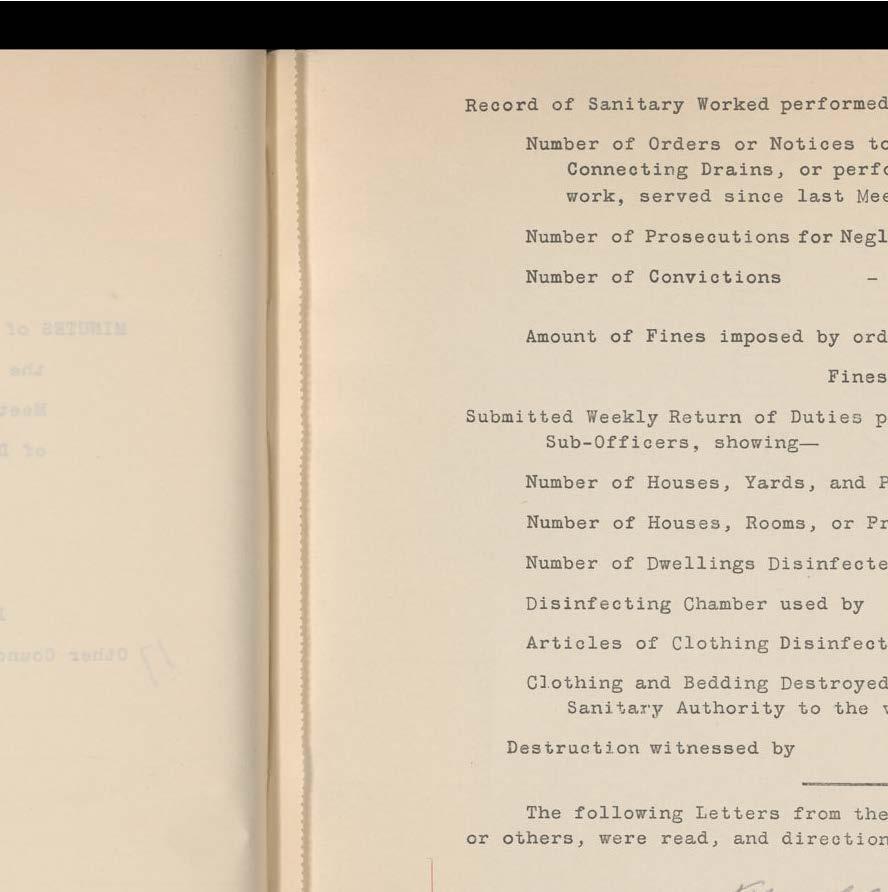 Record of Sanitary Worked performed
Number of Orders or Notices to
Connecting Drains, or perfo
work, served since last Mee
Number of Prosecutions for Negl
Number of Convictions –
Amount of Fines imposed by ord
Fines
Submitted Weekly Return of Duties p
Sub-Officers, showing—
Number of Houses, Yards, and P
Number of Houses, Rooms, or Pr
Number of Dwellings Disinfecte
Disinfecting Chamber used by
Articles of Clothing Disinfect
Clothing and Bedding Destroyed
Sanitary Authority to the v
Destruction witnessed by
The following Letters from the
or others, were read, and direction